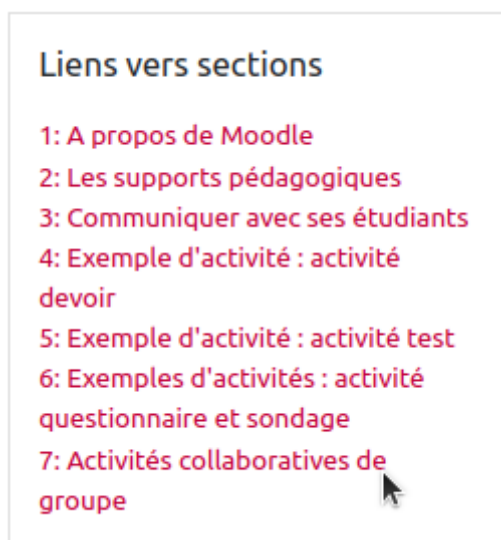 Liens vers sections
1: A propos de Moodle
2: Les supports pédagogiques
3: Communiquer avec ses étudiants
4: Exemple d'activité : activité
devoir
5: Exemple d'activité : activité test
6: Exemples d'activités : activité
questionnaire et sondage
7: Activités collaboratives de
groupe